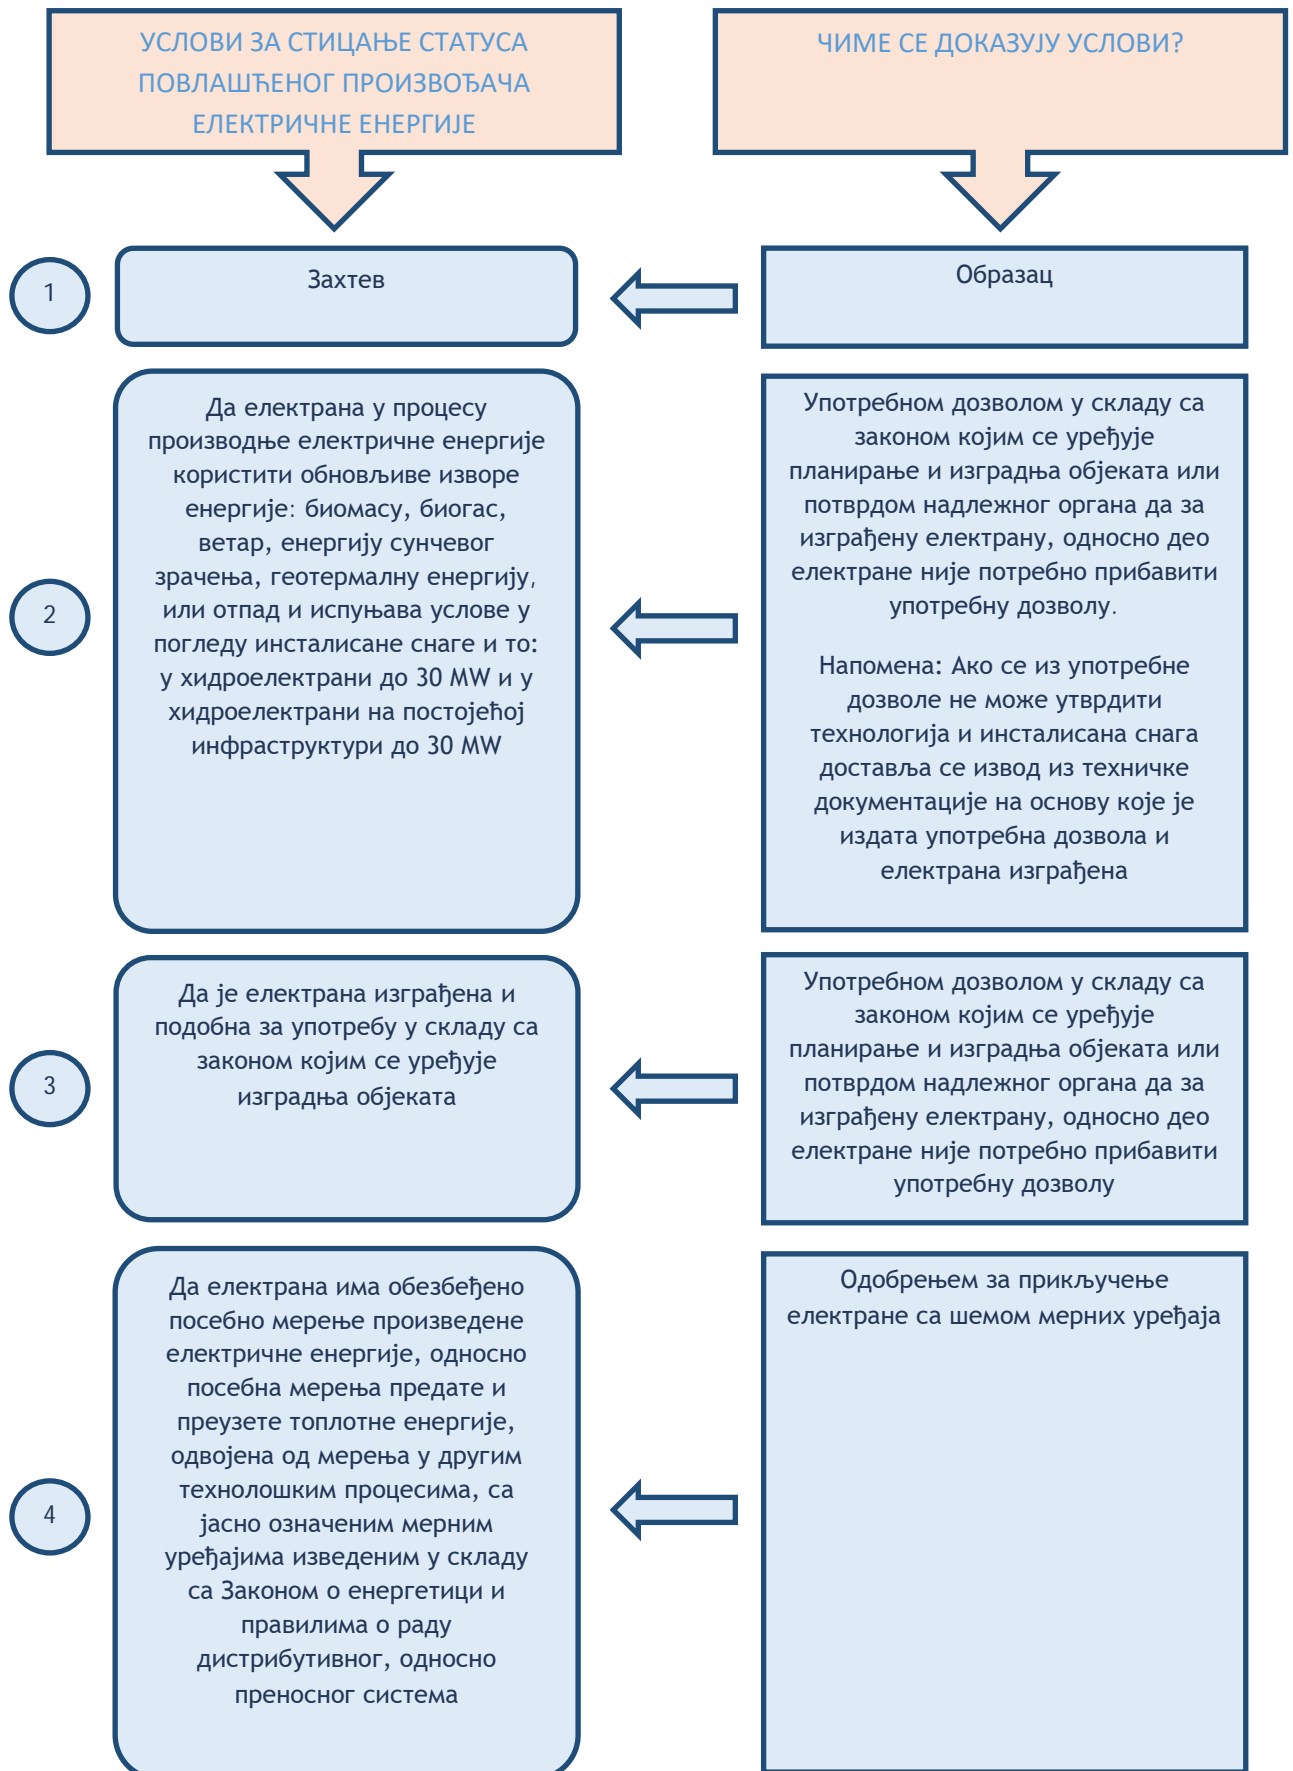 УСЛОВИ ЗА СТИЦАЊЕ СТАТУСА
ПОВЛАШЋЕНОГ ПРОИЗВОЂАЧА
ЕЛЕКТРИЧНЕ ЕНЕРГИЈЕ
ЧИМЕ СЕ ДОКАЗУЈУ УСЛОВИ?
1
Захтев
Образац
2
Да електрана у процесу
производње електричне енергије
користити обновљиве изворе
енергије: биомасу, биогас,
ветар, енергију сунчевог
зрачења, геотермалну енергију,
или отпад и испуњава услове у
погледу инсталисане снаге и то:
у хидроелектрани до 30 MW и у
хидроелектрани на постојећој
инфраструктури до 30 MW
Употребном дозволом у складу са
законом којим се уређује
планирање и изградња објеката или
потврдом надлежног органа да за
изграђену електрану, односно део
електране није потребно прибавити
употребну дозволу.
Напомена: Ако се из употребне
дозволе не може утврдити
технологија и инсталисана снага
доставља се извод из техничке
документације на основу које је
издата употребна дозвола и
електрана изграђена
3
Да је електрана изграђена и
подобна за употребу у складу са
законом којим се уређује
изградња објеката
Употребном дозволом у складу са
законом којим се уређује
планирање и изградња објеката или
потврдом надлежног органа да за
изграђену електрану, односно део
електране није потребно прибавити
употребну дозволу
4
Да електрана има обезбеђено
посебно мерење произведене
електричне енергије, односно
посебна мерења предате и
преузете топлотне енергије,
одвојена од мерења у другим
технолошким процесима, са
јасно означеним мерним
уређајима изведеним у складу
са Законом о енергетици и
правилима о раду
дистрибутивног, односно
преносног система
Одобрењем за прикључење
електране са шемом мерних уређаја